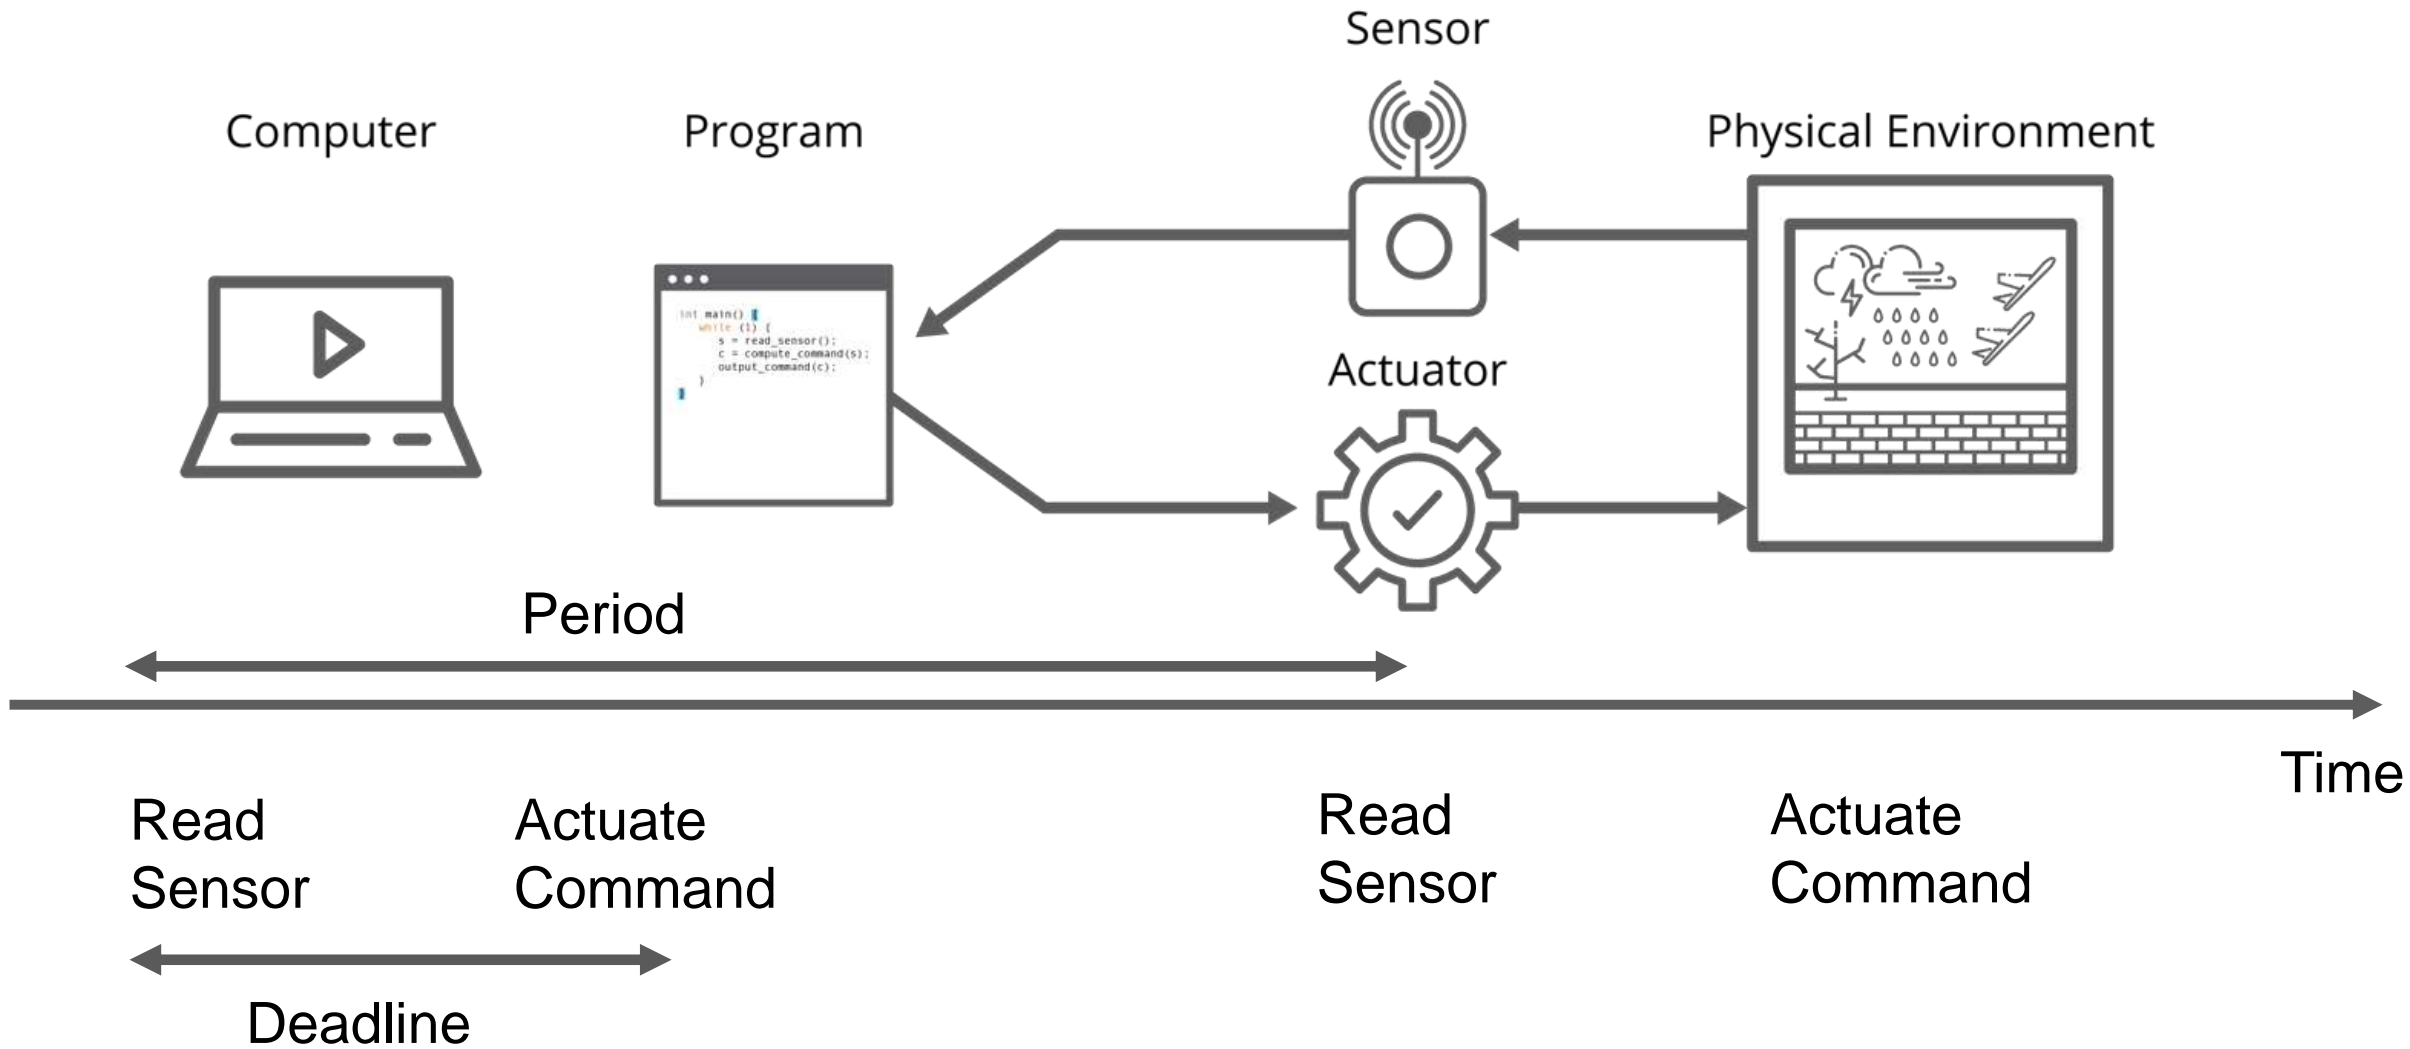 Sensor
Computer
Program
Physical Environment
int main() {
while (1) {
s = read_sensor();
c = compute_command(s);
output_command(c);
}
}
Actuator
Period
Time
Read
Sensor
Actuate
Command
Read
Sensor
Actuate
Command
Deadline